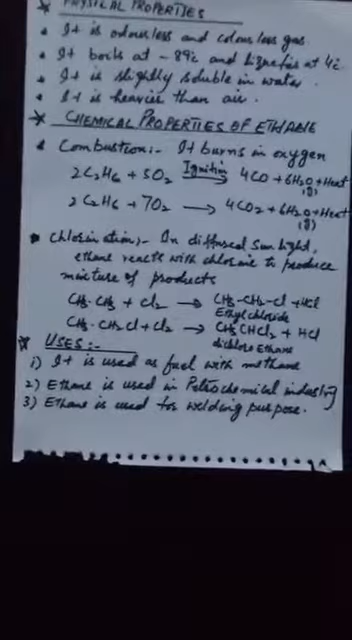 * PHYSICAL PROPERTIES
• It is odourless and colourless gas.
• It boils at -89°c and liquefies at 4°c
• It is slightly soluble in water.
• It is heavier than air.
* CHEMICAL PROPERTIES OF ETHANE
• Combustion:- It burns in oxygen
2C2H6 + 5O2 Ignition → 4CO + 6H2O + Heat
(g)
2C2H6 + 7O2 → 4CO2 + 6H2O + Heat
(g)
• Chlorination:- In diffused sun light,
ethane reacts with chlorine to produce
mixture of products
CH3-CH3 + Cl2 → CH3-CH2-Cl + HCl
Ethyl chloride
CH3-CH2Cl + Cl2 → CH3CHCl2 + HCl
dichloro Ethane
* USES:-
1) It is used as fuel with methane
2) Ethane is used in Petrochemical industry
3) Ethane is used for welding purpose.